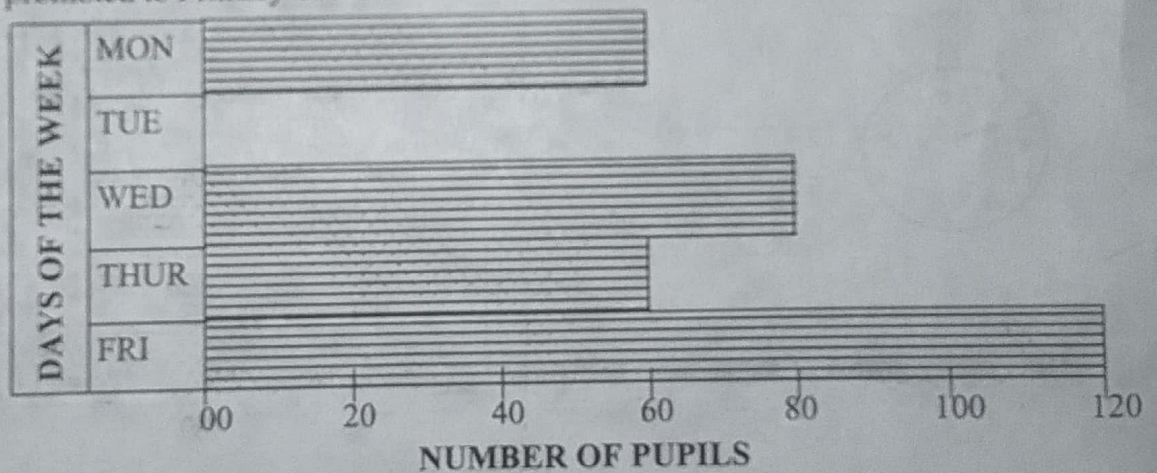 DAYS OF THE WEEK
MON
TUE
WED
THUR
FRI
00 20 40 60 80 100 120
NUMBER OF PUPILS